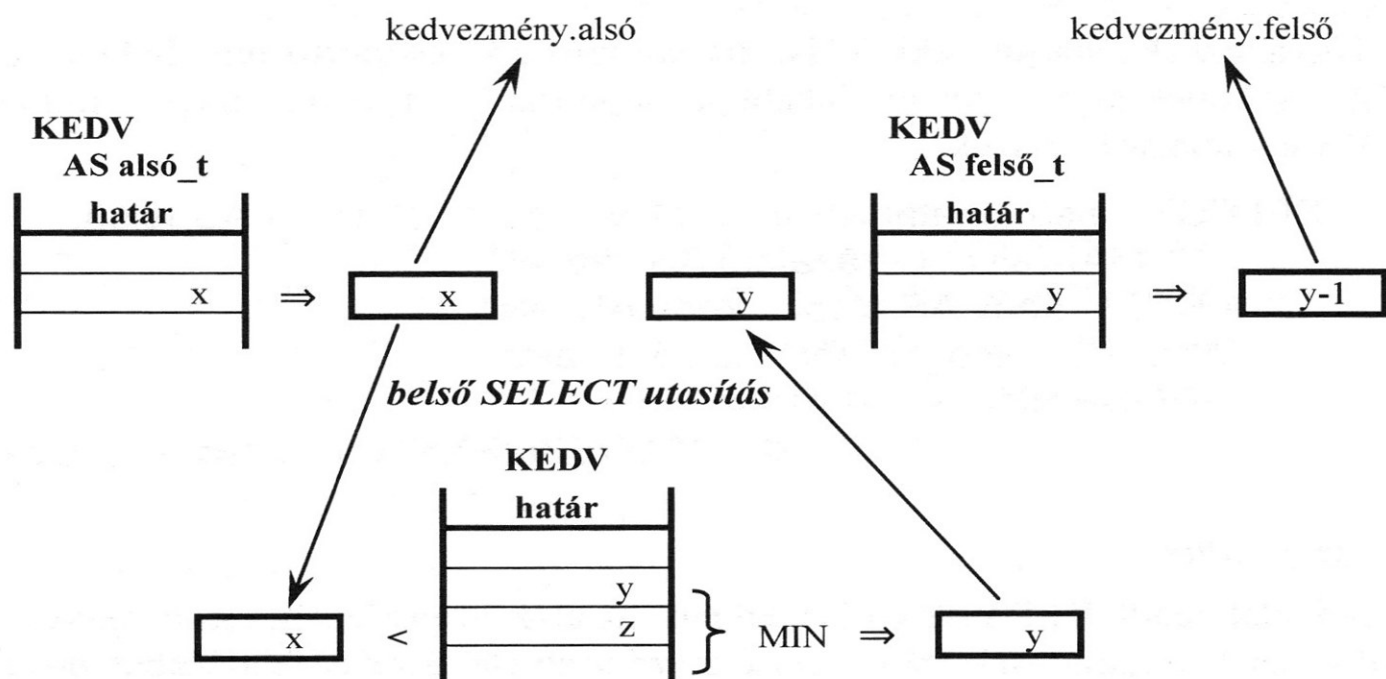 kedvezmény.alsó
kedvezmény.felső
KEDV
AS alsó_t
határ
x
⇒
x
y
KEDV
AS felső_t
határ
y
⇒
y-1
belső SELECT utasítás
KEDV
határ
y
z
x
<
} MIN ⇒
y